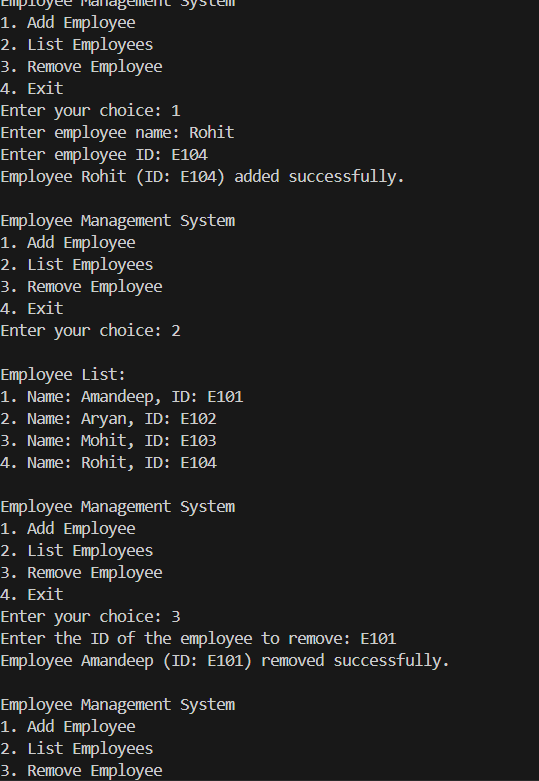 Employee Management System
1. Add Employee
2. List Employees
3. Remove Employee
4. Exit
Enter your choice: 1
Enter employee name: Rohit
Enter employee ID: E104
Employee Rohit (ID: E104) added successfully.
Employee Management System
1. Add Employee
2. List Employees
3. Remove Employee
4. Exit
Enter your choice: 2
Employee List:
1. Name: Amandeep, ID: E101
2. Name: Aryan, ID: E102
3. Name: Mohit, ID: E103
4. Name: Rohit, ID: E104
Employee Management System
1. Add Employee
2. List Employees
3. Remove Employee
4. Exit
Enter your choice: 3
Enter the ID of the employee to remove: E101
Employee Amandeep (ID: E101) removed successfully.
Employee Management System
1. Add Employee
2. List Employees
3. Remove Employee